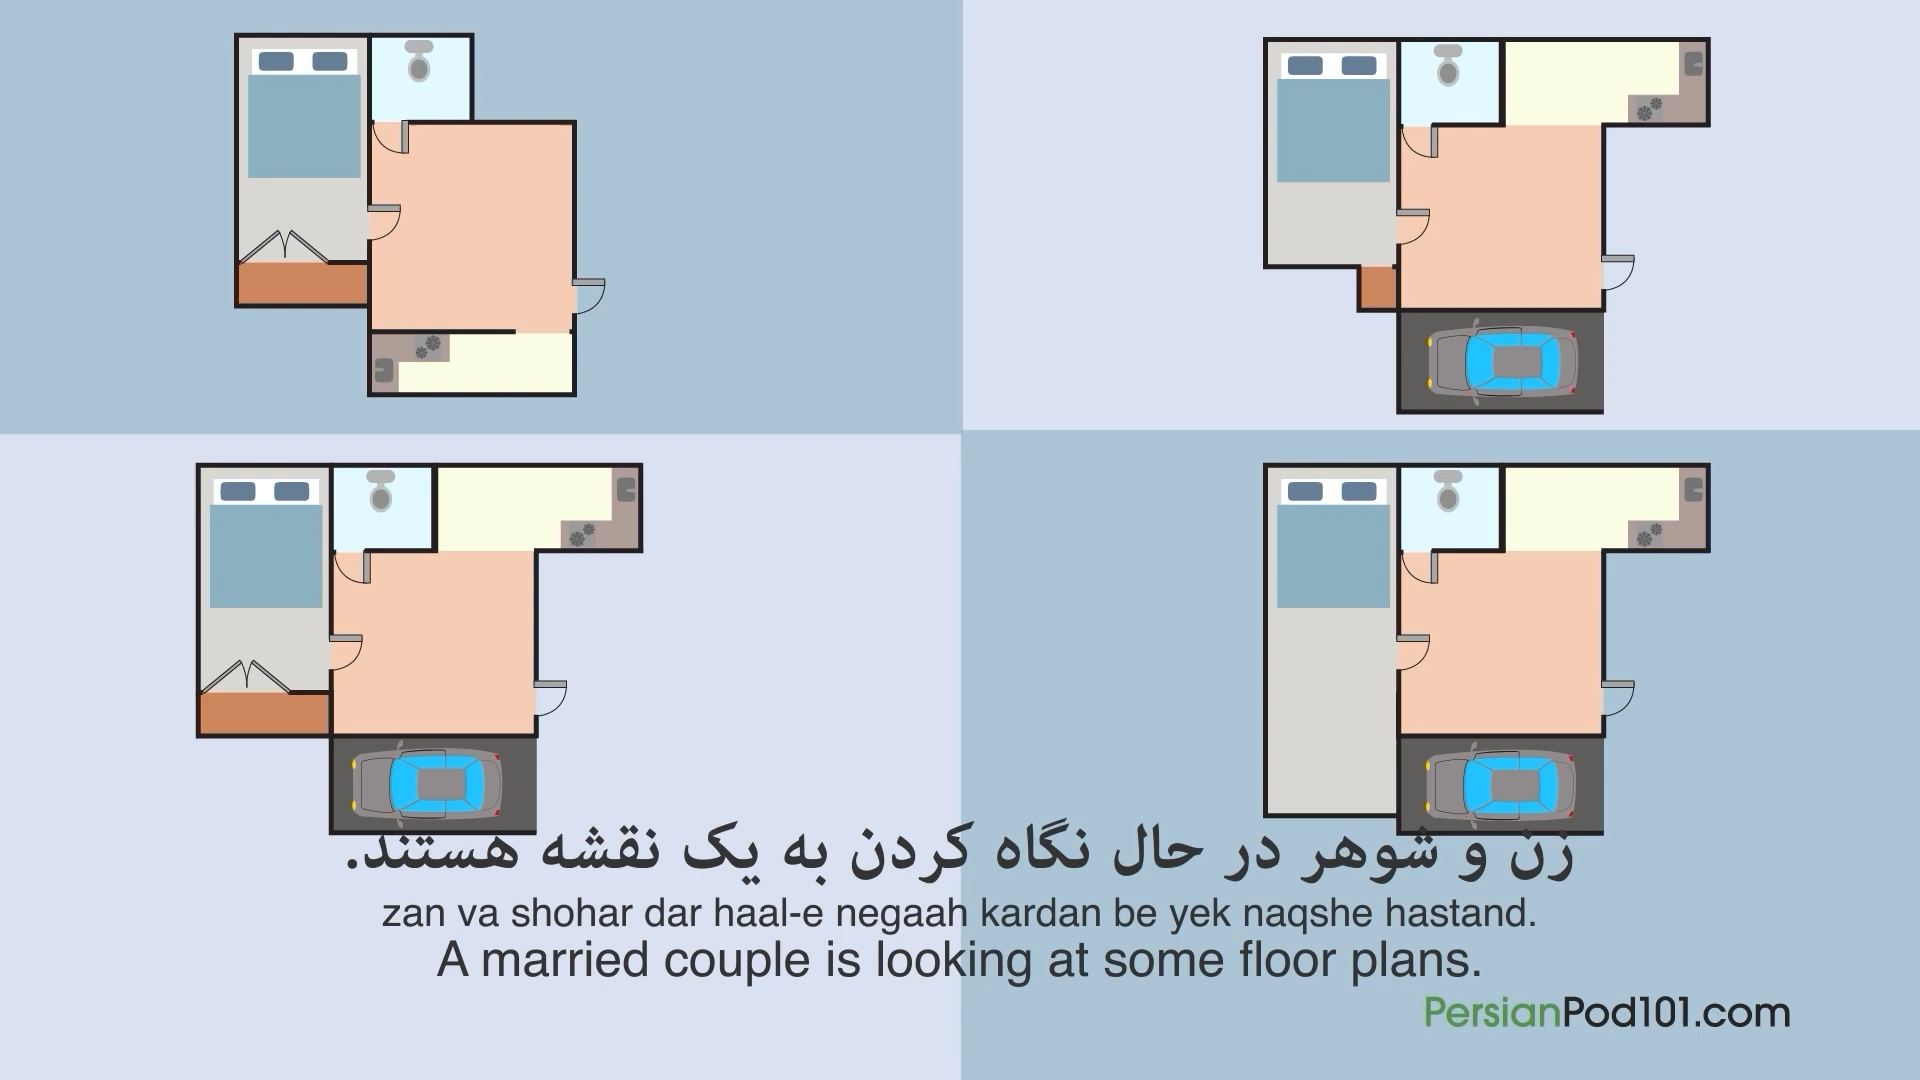 زن و شوهر در حال نگاه کردن به یک نقشه هستند.
zan va shohar dar haal-e negaah kardan be yek naqshe hastand.
A married couple is looking at some floor plans.
PersianPod101.com